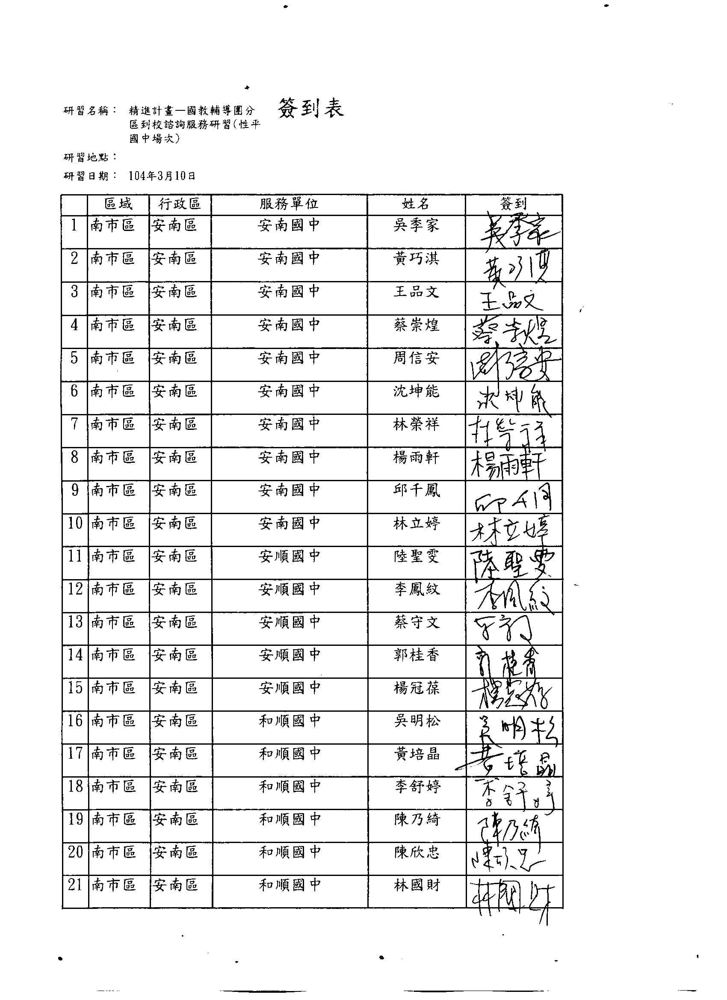 簽到表
研習名稱： 精進計畫—國教輔導團分
區到校諮詢服務研習(性平
國中場次)
研習地點：
研習日期： 104年3月10日
區域 行政區 服務單位 姓名 簽到
1 南市區 安南區 安南國中 吳季家 吳季家
2 南市區 安南區 安南國中 黃巧淇 黃巧淇
3 南市區 安南區 安南國中 王品文 王品文
4 南市區 安南區 安南國中 蔡崇煌 蔡崇煌
5 南市區 安南區 安南國中 周信安 周信安
6 南市區 安南區 安南國中 沈坤能 沈坤能
7 南市區 安南區 安南國中 林榮祥 林榮祥
8 南市區 安南區 安南國中 楊雨軒 楊雨軒
9 南市區 安南區 安南國中 邱千鳳 邱千鳳
10 南市區 安南區 安南國中 林立婷 林立婷
11 南市區 安南區 安順國中 陸聖雯 陸聖雯
12 南市區 安南區 安順國中 李鳳紋 李鳳紋
13 南市區 安南區 安順國中 蔡守文
14 南市區 安南區 安順國中 郭桂香 郭桂香
15 南市區 安南區 安順國中 楊冠葆 楊冠葆
16 南市區 安南區 和順國中 吳明松 吳明松
17 南市區 安南區 和順國中 黃培晶 黃培晶
18 南市區 安南區 和順國中 李舒婷 李舒婷
19 南市區 安南區 和順國中 陳乃綺 陳乃綺
20 南市區 安南區 和順國中 陳欣忠 陳欣忠
21 南市區 安南區 和順國中 林國財 林國財